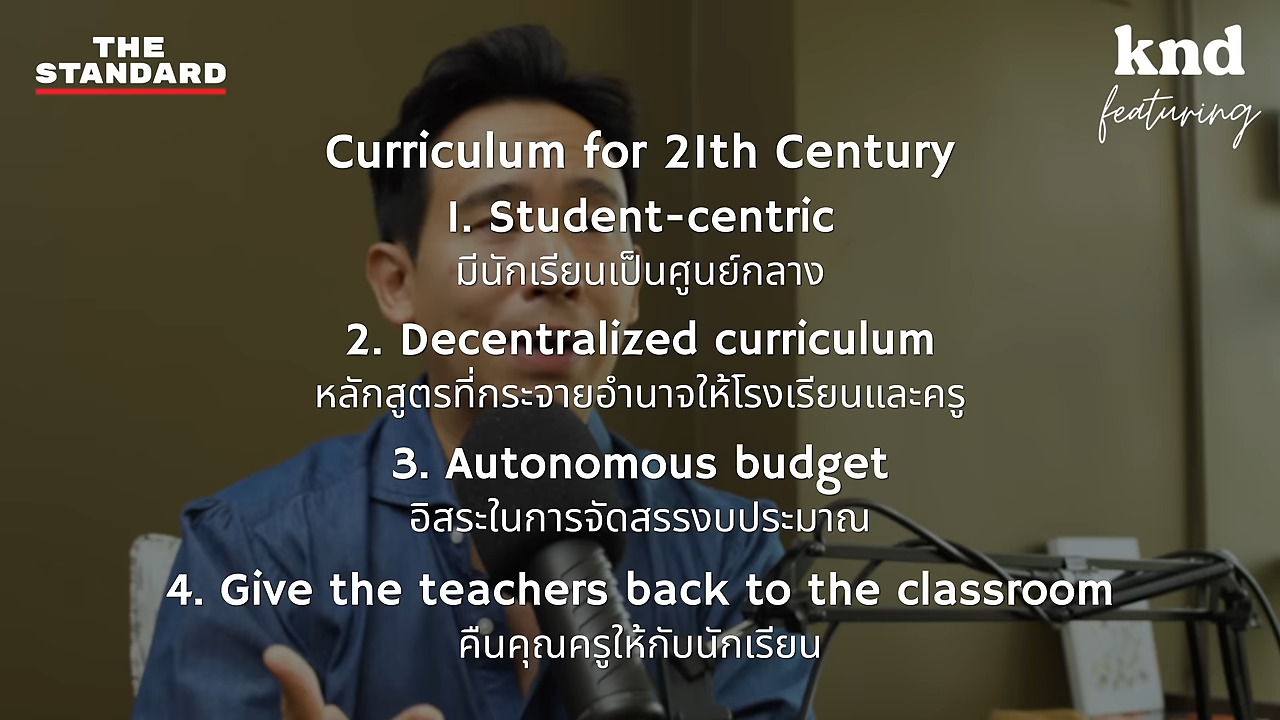 THE
STANDARD
knd
featuring
Curriculum for 21th Century
1. Student-centric
มีนักเรียนเป็นศูนย์กลาง
2. Decentralized curriculum
หลักสูตรที่กระจายอำนาจให้โรงเรียนและครู
3. Autonomous budget
อิสระในการจัดสรรงบประมาณ
4. Give the teachers back to the classroom
คืนคุณครูให้กับนักเรียน